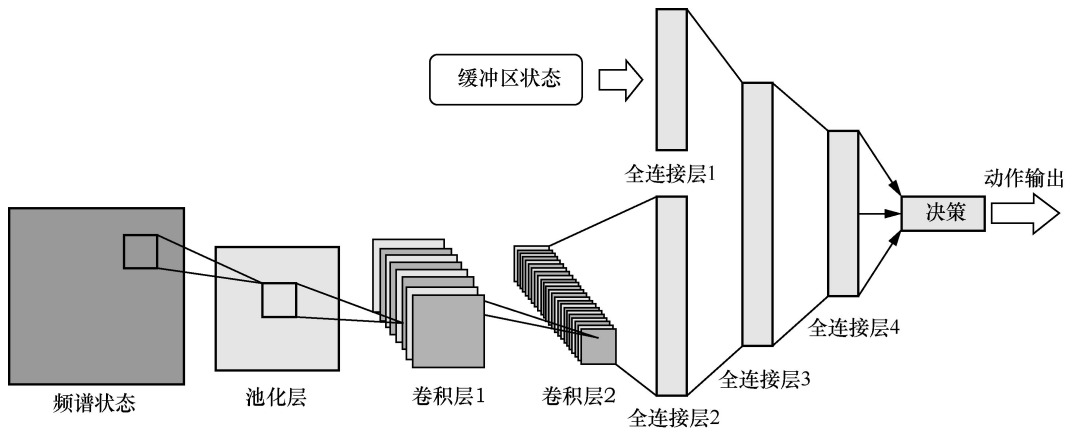 缓冲区状态
全连接层1
动作输出
决策
全连接层4
全连接层3
频谱状态
池化层
卷积层1
卷积层2
全连接层2